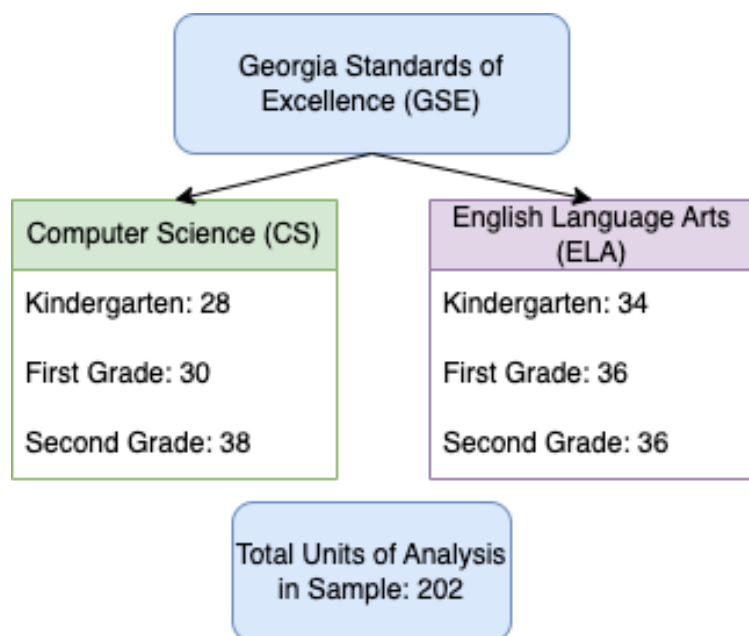 Georgia Standards of
Excellence (GSE)
Computer Science (CS)
Kindergarten: 28
First Grade: 30
Second Grade: 38
English Language Arts
(ELA)
Kindergarten: 34
First Grade: 36
Second Grade: 36
Total Units of Analysis
in Sample: 202